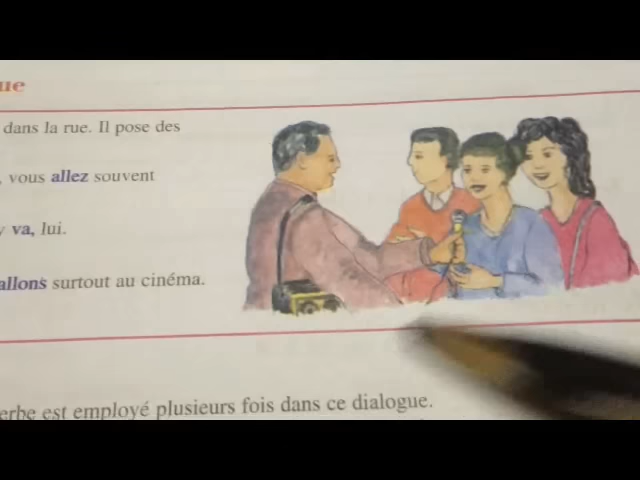 ue
dans la rue. Il pose des
, vous allez souvent
y va, lui.
allons surtout au cinéma.
erbe est employé plusieurs fois dans ce dialogue.